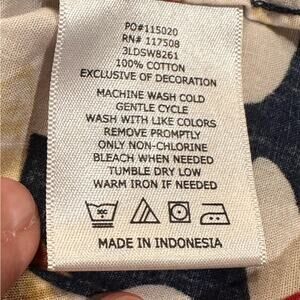 PO#115020
RN# 117508
3LDSW8261
100% COTTON
EXCLUSIVE OF DECORATION
MACHINE WASH COLD
GENTLE CYCLE
WASH WITH LIKE COLORS
REMOVE PROMPTLY
ONLY NON-CHLORINE
BLEACH WHEN NEEDED
TUMBLE DRY LOW
WARM IRON IF NEEDED
MADE IN INDONESIA